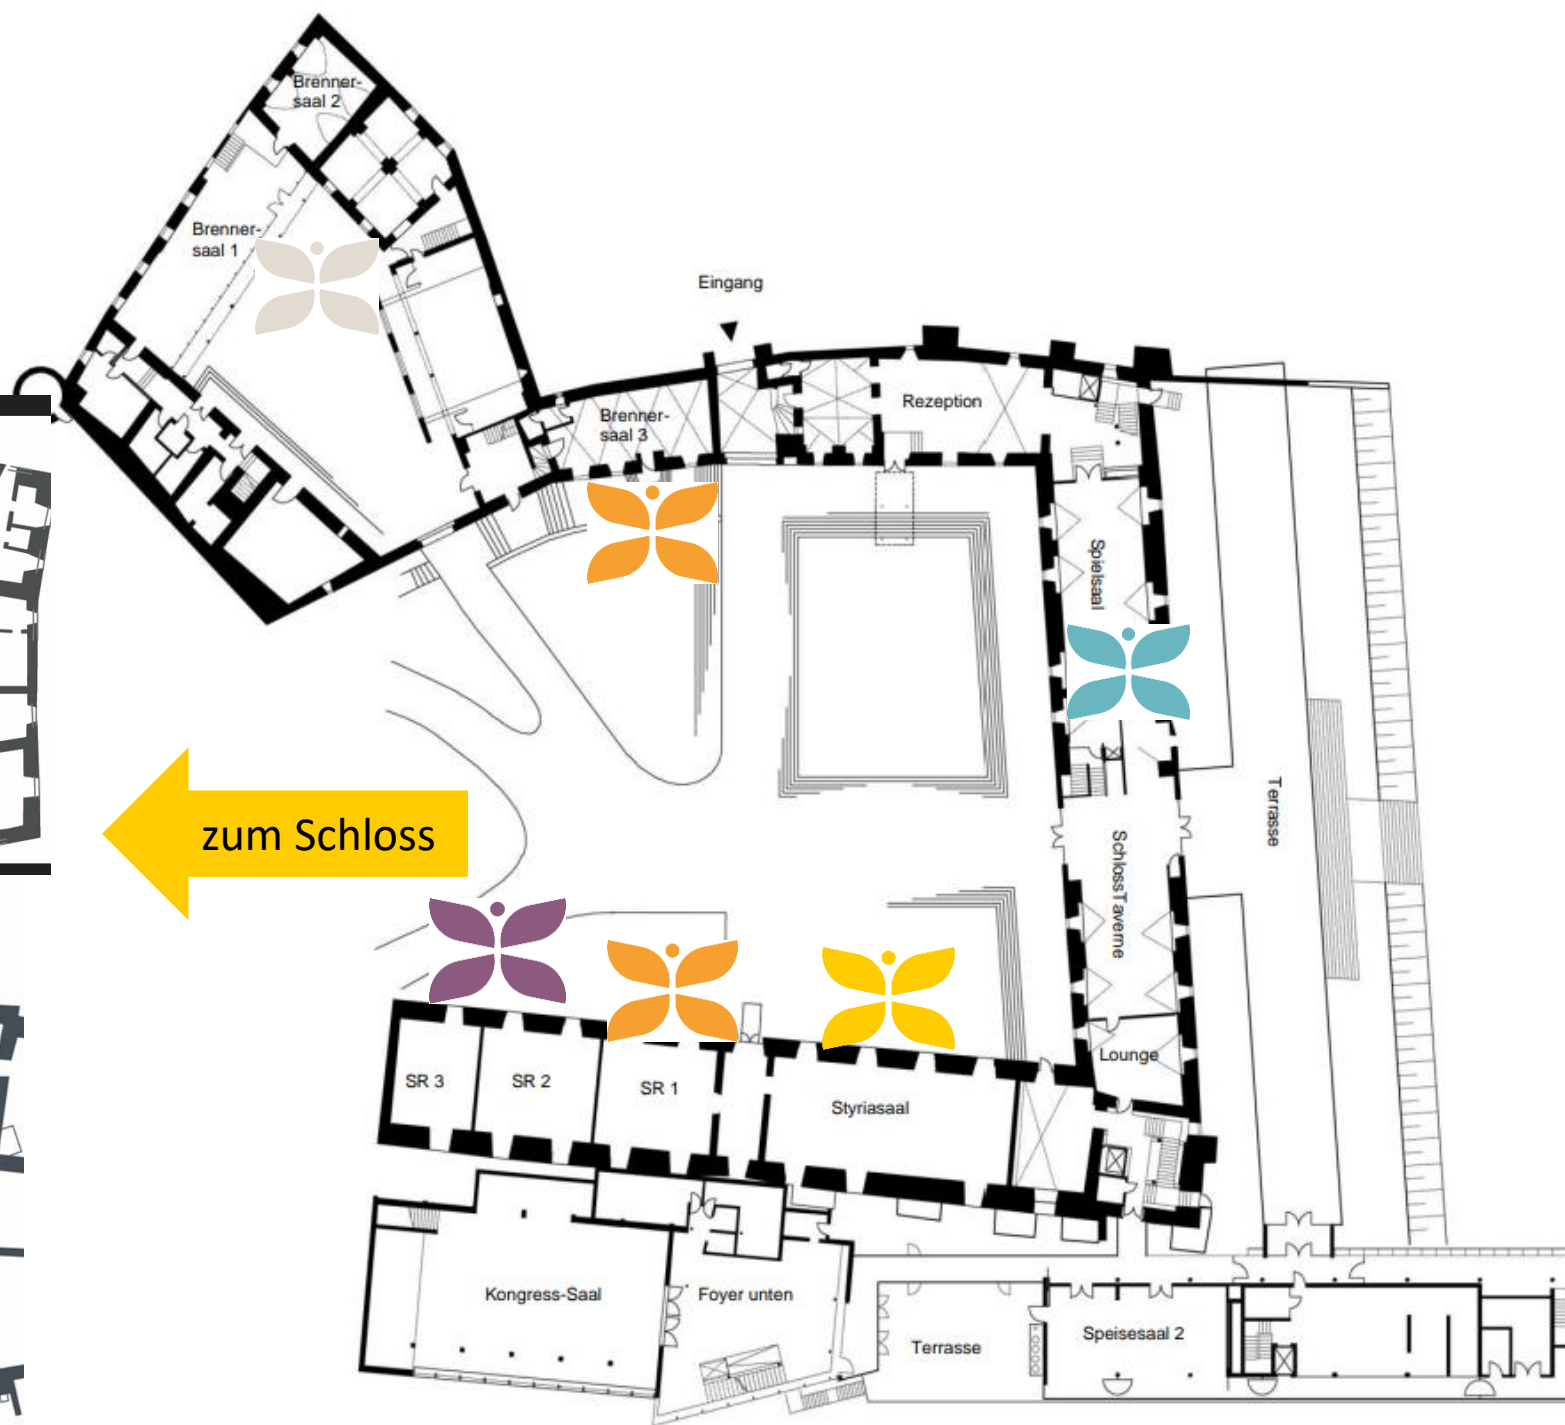 Brenner-
saal 2
Brenner-
saal 1
Eingang
Brenner-
saal 3
Rezeption
Spielsaal
Terrasse
zum Schloss
SchlossTaverne
Lounge
SR 3
SR 2
SR 1
Styriasaal
Kongress-Saal
Foyer unten
Terrasse
Speisesaal 2